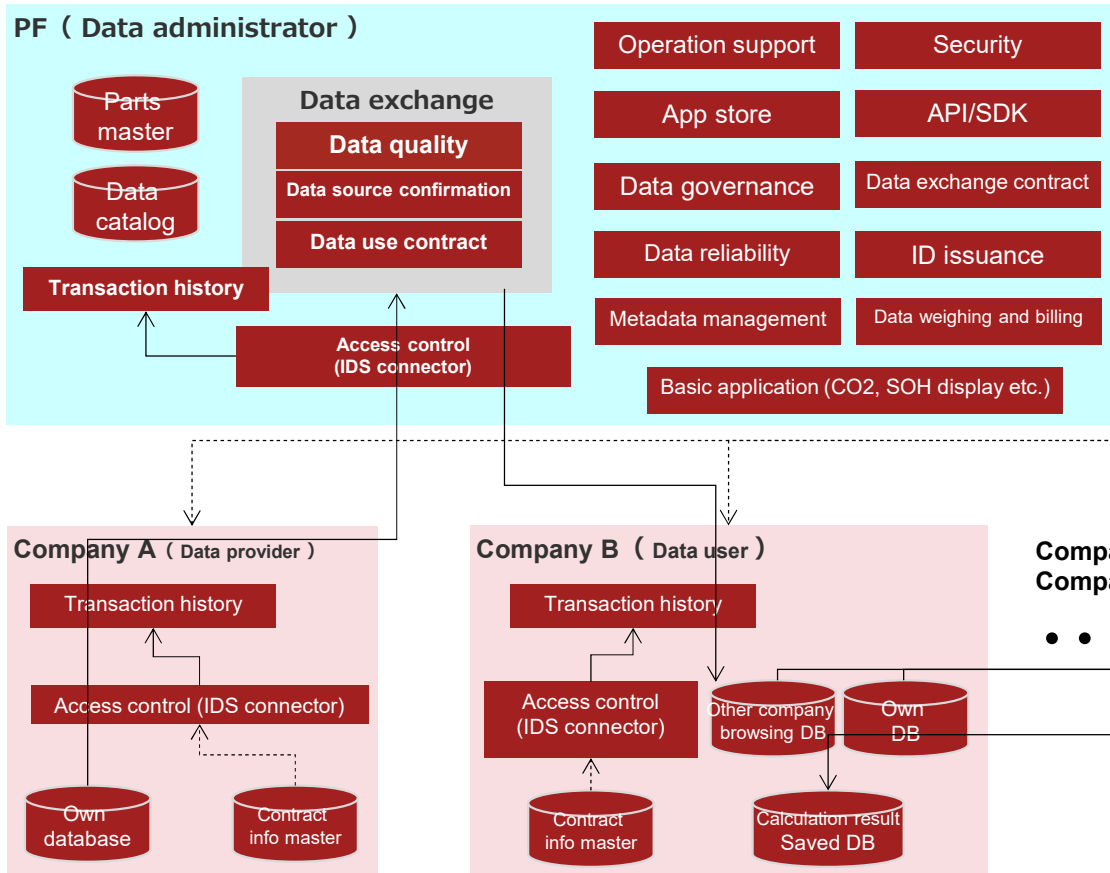 PF（ Data administrator ）
Parts
master
Data
catalog
Data exchange
Data quality
Data source confirmation
Data use contract
Transaction history
Access control
(IDS connector)
Operation support
Security
App store
API/SDK
Data governance
Data exchange contract
Data reliability
ID issuance
Metadata management
Data weighing and billing
Basic application (CO2, SOH display etc.)
Company A（ Data provider ）
Transaction history
Access control (IDS connector)
Own
database
Contract
info master
Company B （ Data user ）
Transaction history
Access control
(IDS connector)
Other company
browsing DB
Own
DB
Contract
info master
Calculation result
Saved DB
Compa
Compa
• •